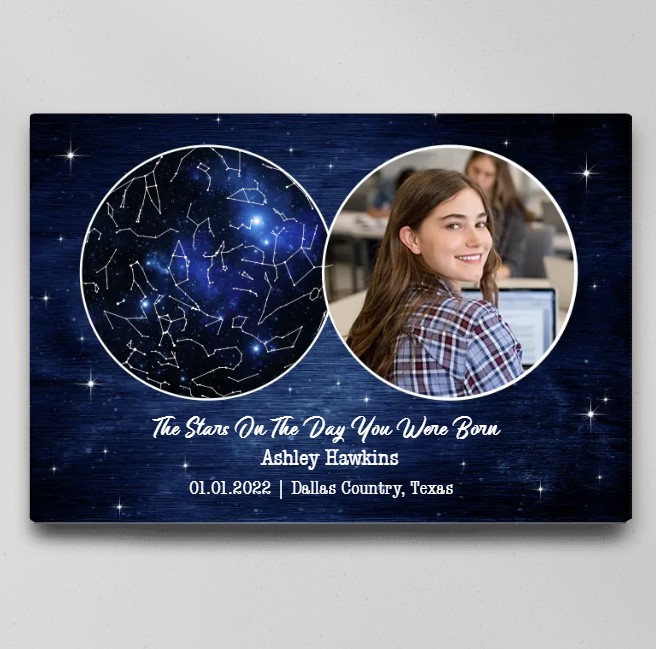 The Stars On The Day You Were Born
Ashley Hawkins
01.01.2022 | Dallas Country, Texas